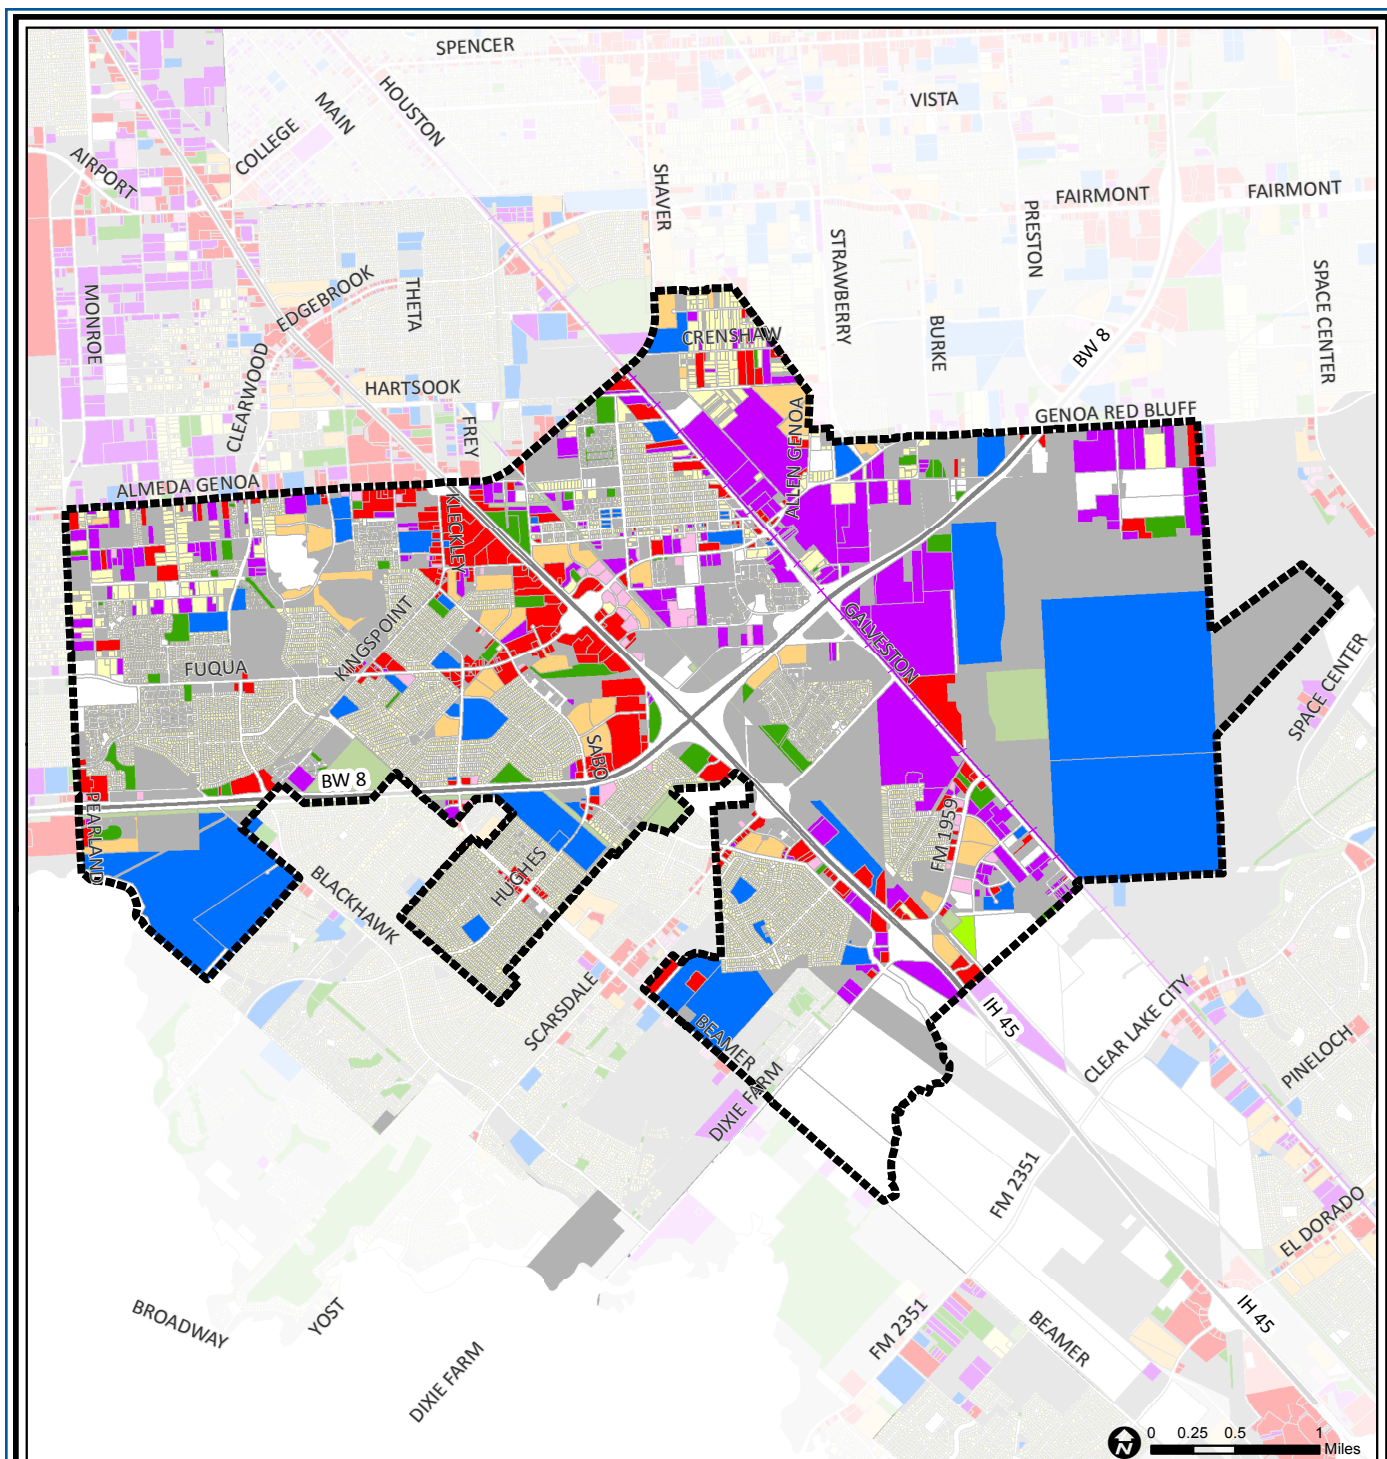 SPENCER
HOUSTON
MAIN
COLLEGE
VISTA
AIRPORT
SHAVER
FAIRMONT
FAIRMONT
PRESTON
STRAWBERRY
SPACE CENTER
MONROE
THETA
EDGEBROOK
BURKE
CRENSHAW
BW 8
CLEARWOOD
HARTSOOK
FREY
ALLEN GENOA
GENOA RED BLUFF
ALMEDA GENOA
KLECKLEY
KINGSPOINT
GALVESTON
FUQUA
SPACE CENTER
SABO
BW 8
PEARLAND
FM 1959
HUGHES
BLACKHAWK
SCARSDALE
BEAMER
IH 45
CLEAR LAKE CITY
PINELOCH
DIXIE FARM
FM 2351
EL DORADO
BROADWAY
YOST
FM 2351
BEAMER
IH 45
DIXIE FARM
N
0 0.25 0.5 1
Miles